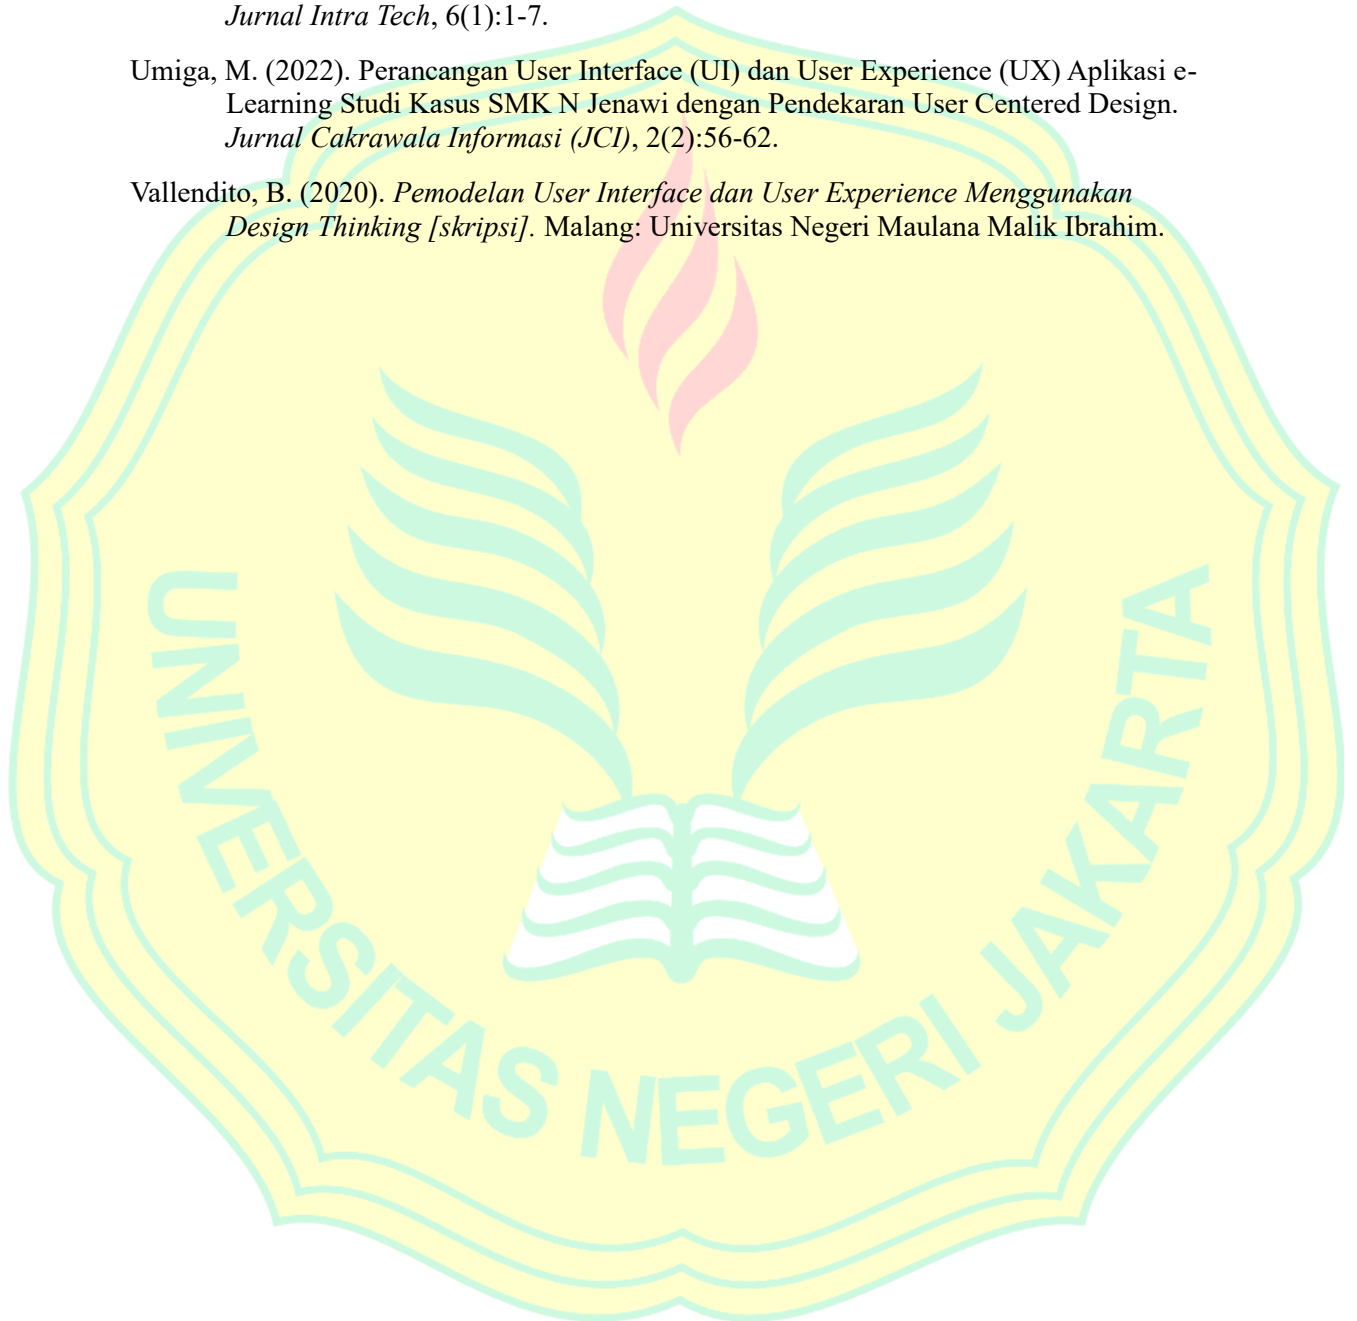 Jurnal Intra Tech, 6(1):1-7.
Umiga, M. (2022). Perancangan User Interface (UI) dan User Experience (UX) Aplikasi e-
Learning Studi Kasus SMK N Jenawi dengan Pendekaran User Centered Design.
Jurnal Cakrawala Informasi (JCI), 2(2):56-62.
Vallendito, B. (2020). Pemodelan User Interface dan User Experience Menggunakan
Design Thinking [skripsi]. Malang: Universitas Negeri Maulana Malik Ibrahim.
UNIVERSITAS NEGERI JAKARTA